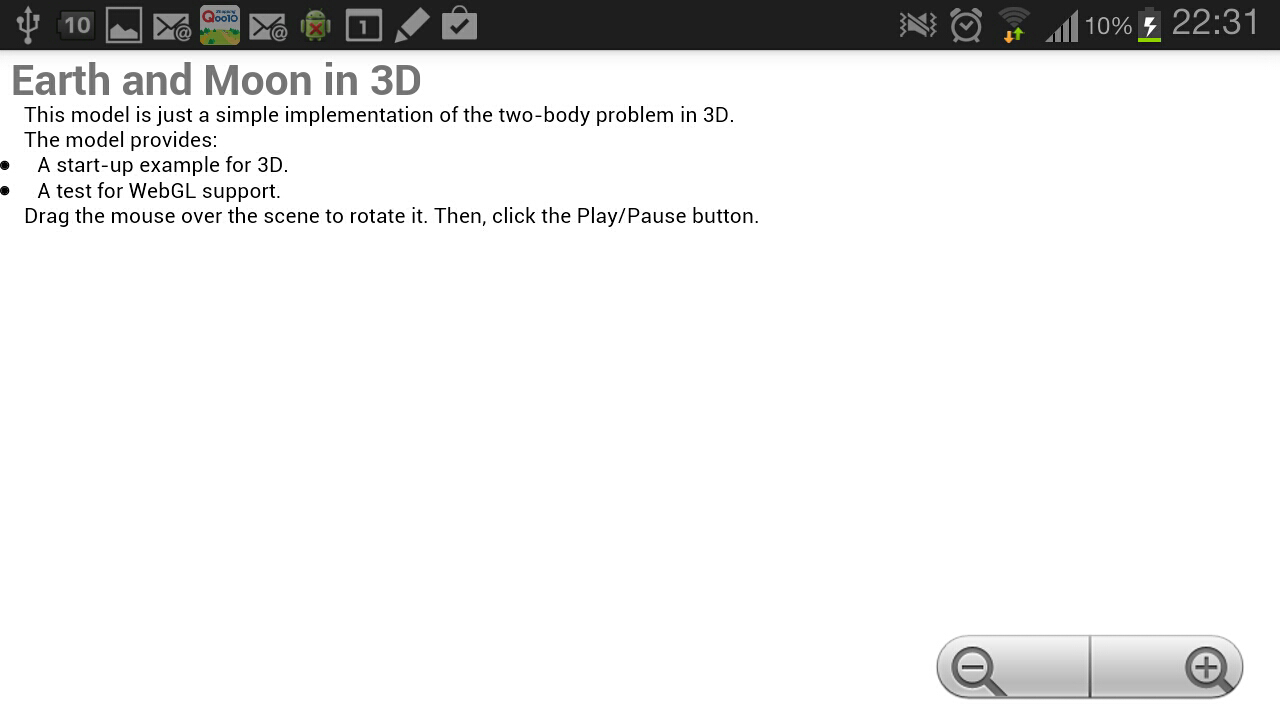 10
Qoo10
1
10%
22:31
Earth and Moon in 3D
This model is just a simple implementation of the two-body problem in 3D.
The model provides:
● A start-up example for 3D.
● A test for WebGL support.
Drag the mouse over the scene to rotate it. Then, click the Play/Pause button.